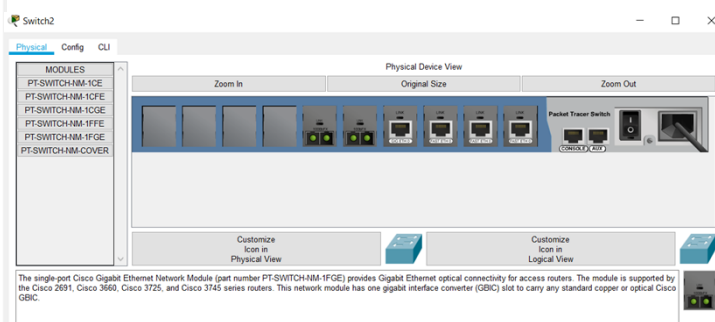 Switch2
Physical Config CLI
MODULES
PT-SWITCH-NM-1CE
PT-SWITCH-NM-1CFE
PT-SWITCH-NM-1CGE
PT-SWITCH-NM-1FFE
PT-SWITCH-NM-1FGE
PT-SWITCH-NM-COVER
Physical Device View
Zoom In Original Size Zoom Out
Packet Tracer Switch
CONSOLE AUX
Customize
Icon in
Physical View
Customize
Icon in
Logical View
The single-port Cisco Gigabit Ethernet Network Module (part number PT-SWITCH-NM-1FGE) provides Gigabit Ethernet optical connectivity for access routers. The module is supported by
the Cisco 2691, Cisco 3660, Cisco 3725, and Cisco 3745 series routers. This network module has one gigabit interface converter (GBIC) slot to carry any standard copper or optical Cisco
GBIC.